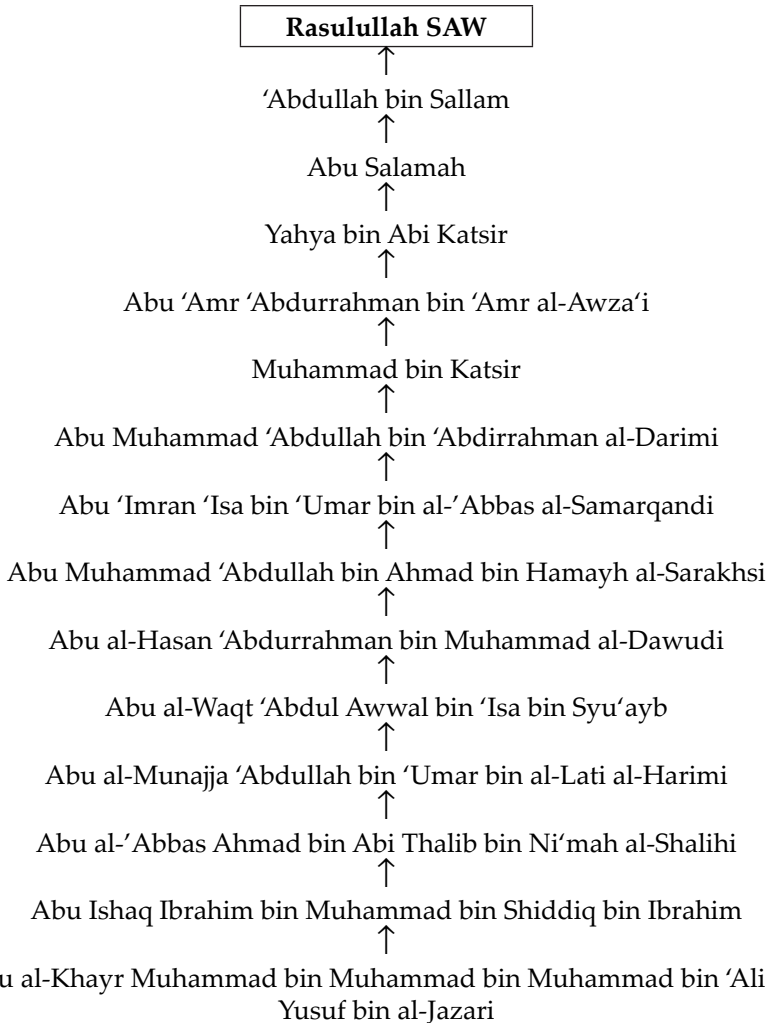 Rasulullah SAW
↑
‘Abdullah bin Sallam
↑
Abu Salamah
↑
Yahya bin Abi Katsir
↑
Abu ‘Amr ‘Abdurrahman bin ‘Amr al-Awza‘i
↑
Muhammad bin Katsir
↑
Abu Muhammad ‘Abdullah bin ‘Abdirrahman al-Darimi
↑
Abu ‘Imran ‘Isa bin ‘Umar bin al-’Abbas al-Samarqandi
↑
Abu Muhammad ‘Abdullah bin Ahmad bin Hamayh al-Sarakhsi
↑
Abu al-Hasan ‘Abdurrahman bin Muhammad al-Dawudi
↑
Abu al-Waqt ‘Abdul Awwal bin ‘Isa bin Syu‘ayb
↑
Abu al-Munajja ‘Abdullah bin ‘Umar bin al-Lati al-Harimi
↑
Abu al-’Abbas Ahmad bin Abi Thalib bin Ni‘mah al-Shalihi
↑
Abu Ishaq Ibrahim bin Muhammad bin Shiddiq bin Ibrahim
↑
al-Khayr Muhammad bin Muhammad bin Muhammad bin ‘Ali
Yusuf bin al-Jazari